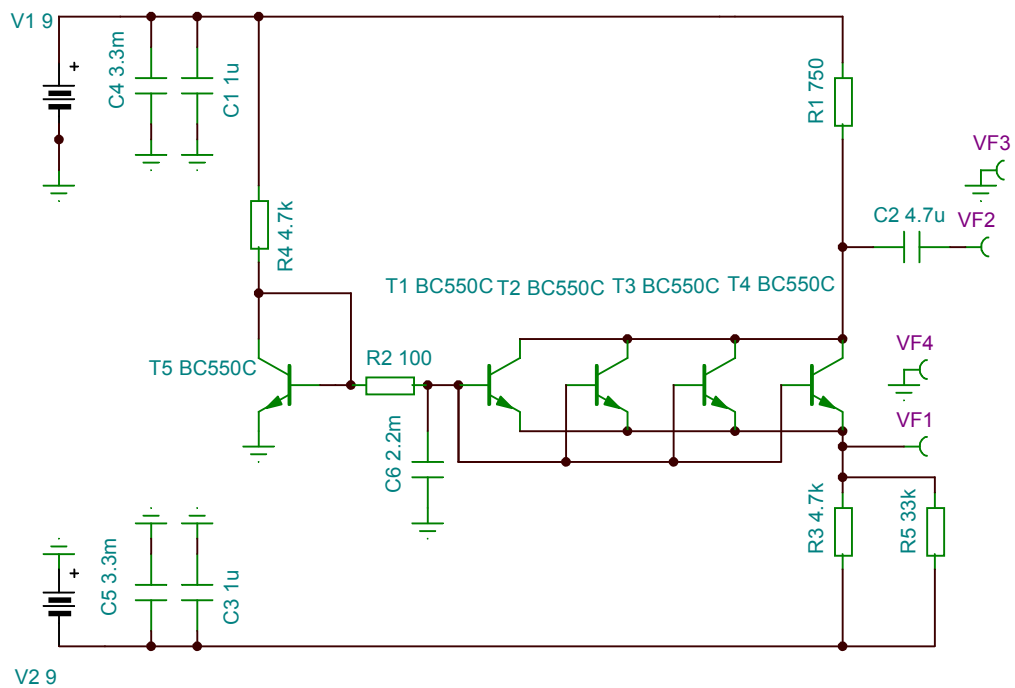 V1 9
+
C4 3.3m
C1 1u
R1 750
VF3
C2 4.7u
VF2
R4 4.7k
T1 BC550C
T2 BC550C
T3 BC550C
T4 BC550C
T5 BC550C
R2 100
VF4
VF1
C6 2.2m
R3 4.7k
R5 33k
+
C5 3.3m
C3 1u
V2 9